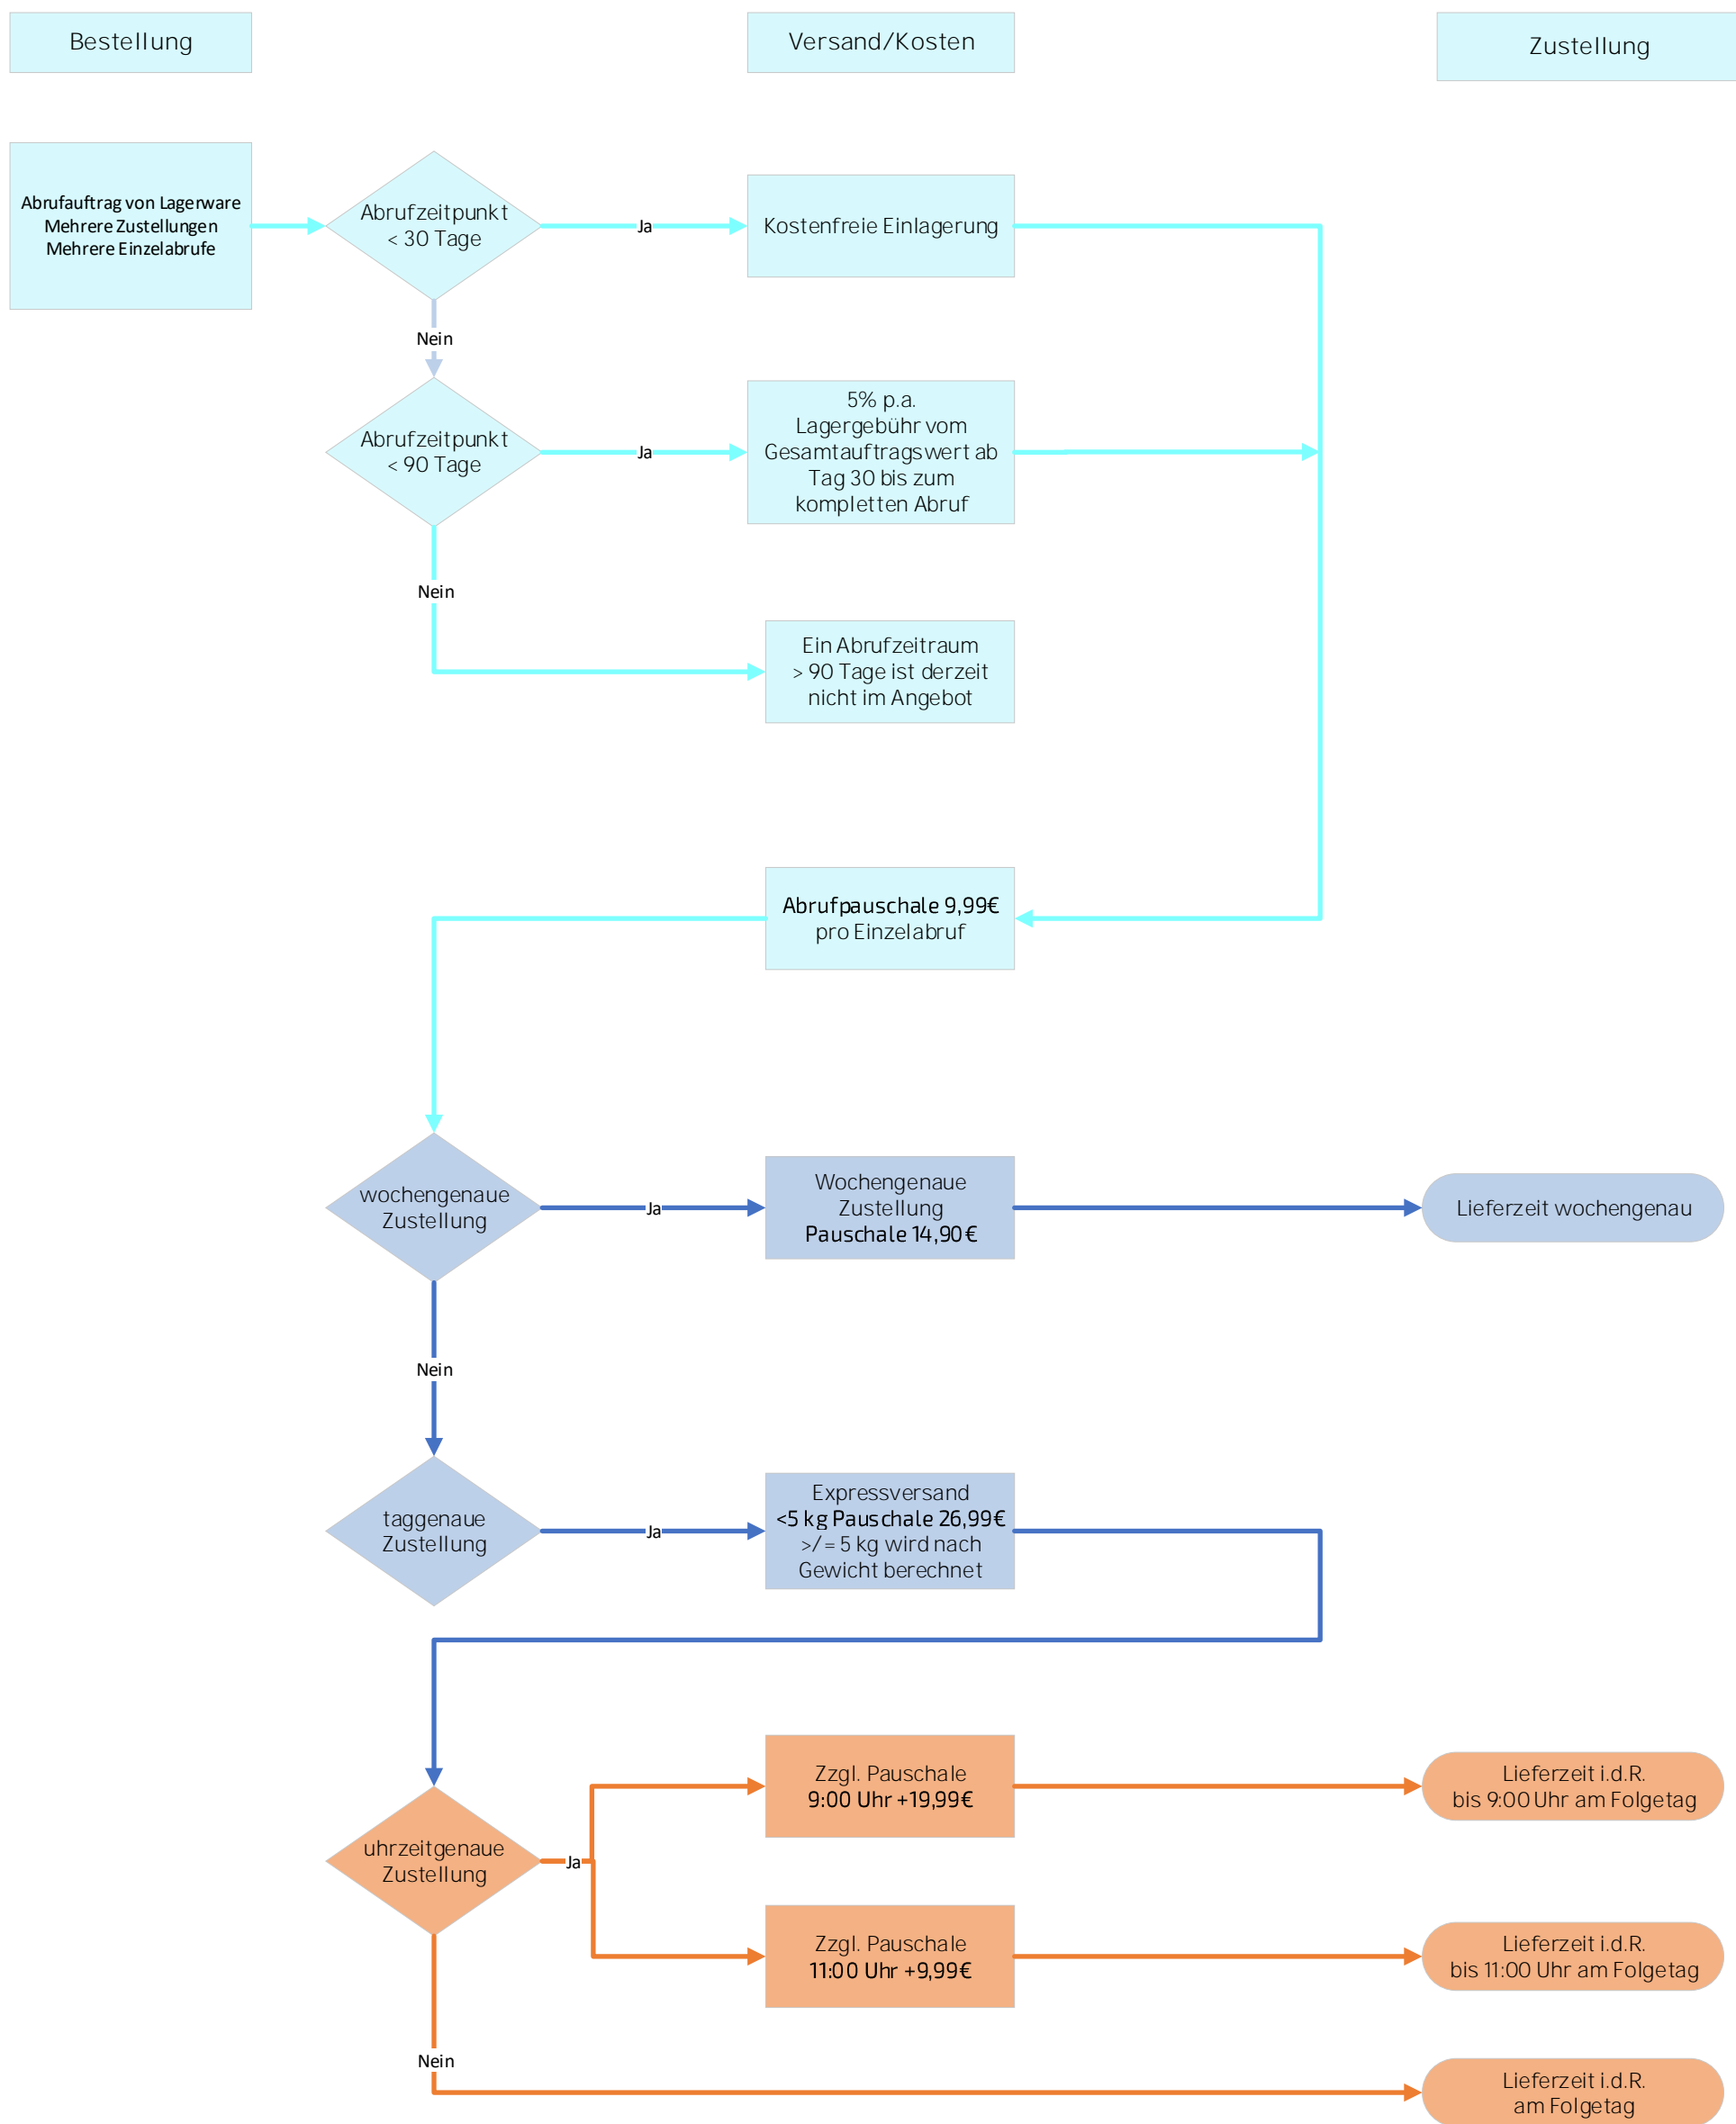 Bestellung
Versand/Kosten
Zustellung
Abrufauftrag von Lagerware
Mehrere Zustellungen
Mehrere Einzelabrufe
Abrufzeitpunkt
< 30 Tage
Ja
Kostenfreie Einlagerung
Nein
Abrufzeitpunkt
< 90 Tage
Ja
5% p.a.
Lagergebühr vom
Gesamtauftragswert ab
Tag 30 bis zum
kompletten Abruf
Nein
Ein Abrufzeitraum
> 90 Tage ist derzeit
nicht im Angebot
Abrufpauschale 9,99€
pro Einzelabruf
wochengenaue
Zustellung
Ja
Wochengenaue
Zustellung
Pauschale 14,90€
Lieferzeit wochengenau
Nein
taggenaue
Zustellung
Ja
Expressversand
<5 kg Pauschale 26,99€
>/= 5 kg wird nach
Gewicht berechnet
uhrzeitgenaue
Zustellung
Ja
Zzgl. Pauschale
9:00 Uhr +19,99€
Lieferzeit i.d.R.
bis 9:00 Uhr am Folgetag
Zzgl. Pauschale
11:00 Uhr +9,99€
Lieferzeit i.d.R.
bis 11:00 Uhr am Folgetag
Nein
Lieferzeit i.d.R.
am Folgetag